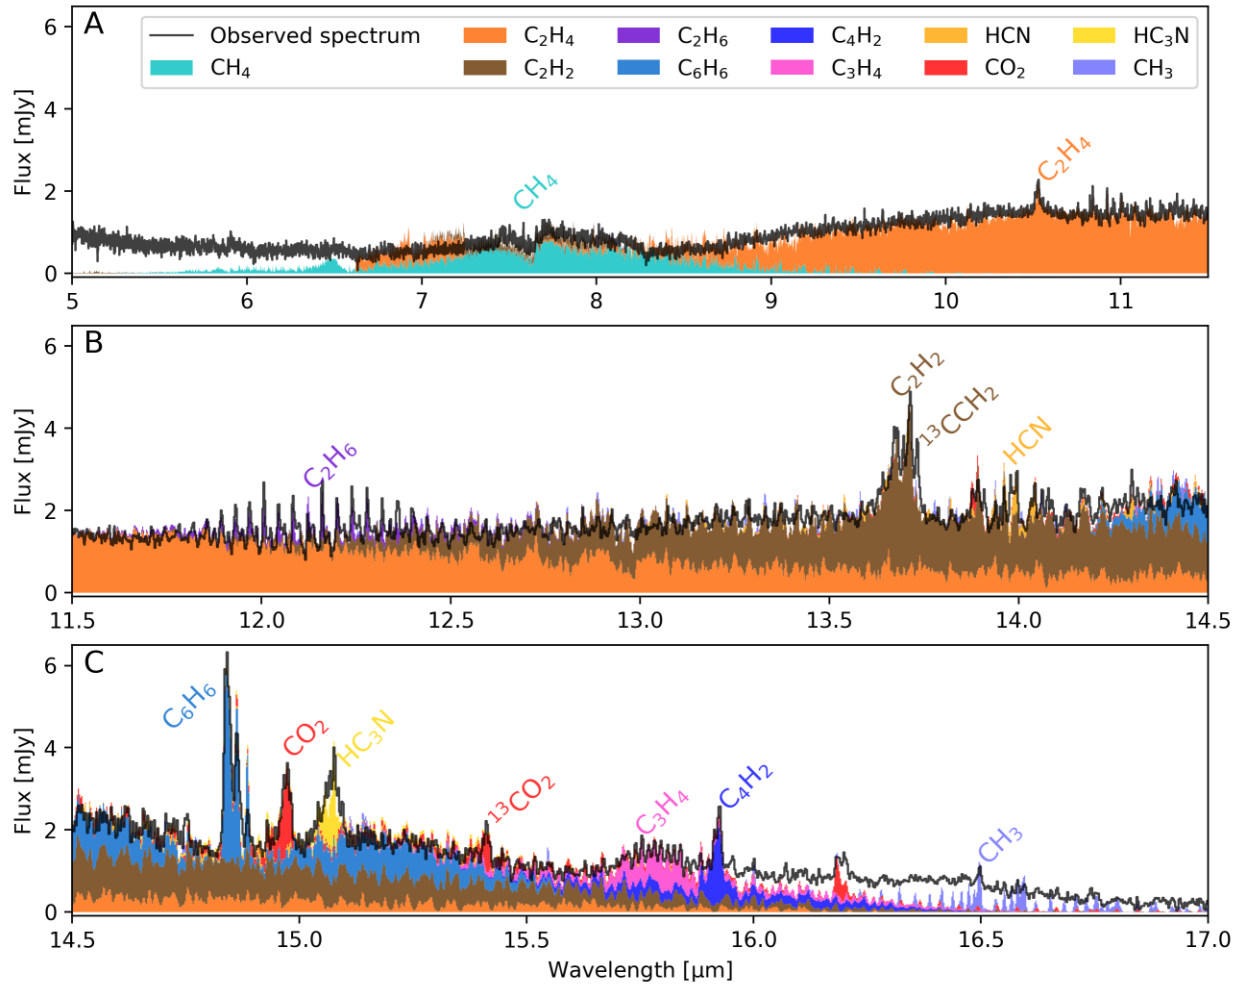 A
Observed spectrum
CH₄
C₂H₄
C₂H₂
C₂H₆
C₆H₆
C₄H₂
C₃H₄
HCN
CO₂
HC₃N
CH₃
Flux [mJy]
6
4
2
0
CH₄
C₂H₄
5 6 7 8 9 10 11
B
Flux [mJy]
6
4
2
0
C₂H₆
C₂H₂
¹³CCH₂
HCN
11.5 12.0 12.5 13.0 13.5 14.0 14.5
C
Flux [mJy]
6
4
2
0
C₆H₆
CO₂
HC₃N
¹³CO₂
C₃H₄
C₄H₂
CH₃
14.5 15.0 15.5 16.0 16.5 17.0
Wavelength [μm]